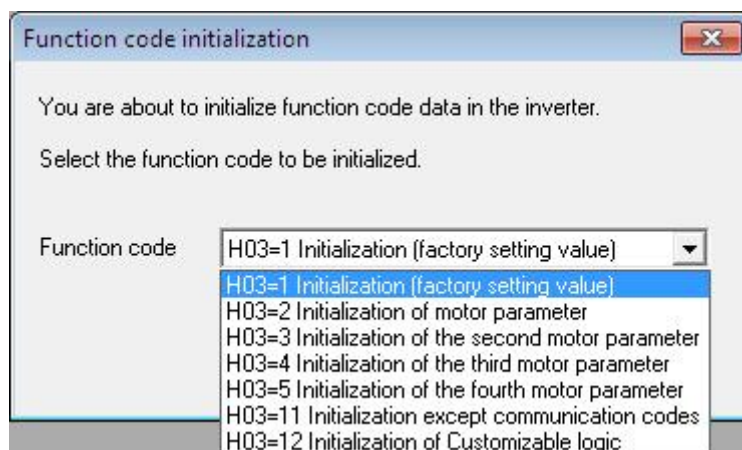 Function code initialization
You are about to initialize function code data in the inverter.
Select the function code to be initialized.
Function code H03=1 Initialization (factory setting value)
H03=1 Initialization (factory setting value)
H03=2 Initialization of motor parameter
H03=3 Initialization of the second motor parameter
H03=4 Initialization of the third motor parameter
H03=5 Initialization of the fourth motor parameter
H03=11 Initialization except communication codes
H03=12 Initialization of Customizable logic